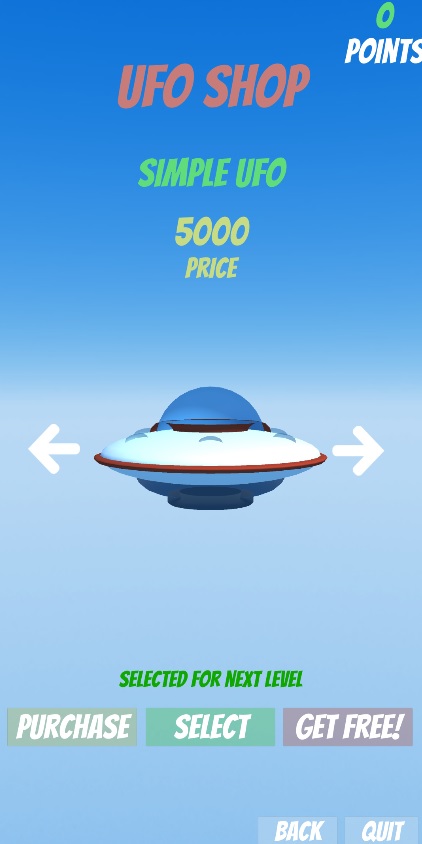 0
POINTS
UFO SHOP
SIMPLE UFO
5000
PRICE
SELECTED FOR NEXT LEVEL
PURCHASE SELECT GET FREE!
BACK QUIT